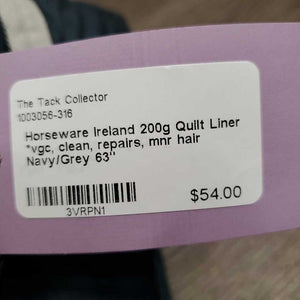 The Tack Collector
1003056-316
Horseware Ireland 200g Quilt Liner
*vgc, clean, repairs, mnr hair
Navy/Grey 63"
$54.00
3VRPN1